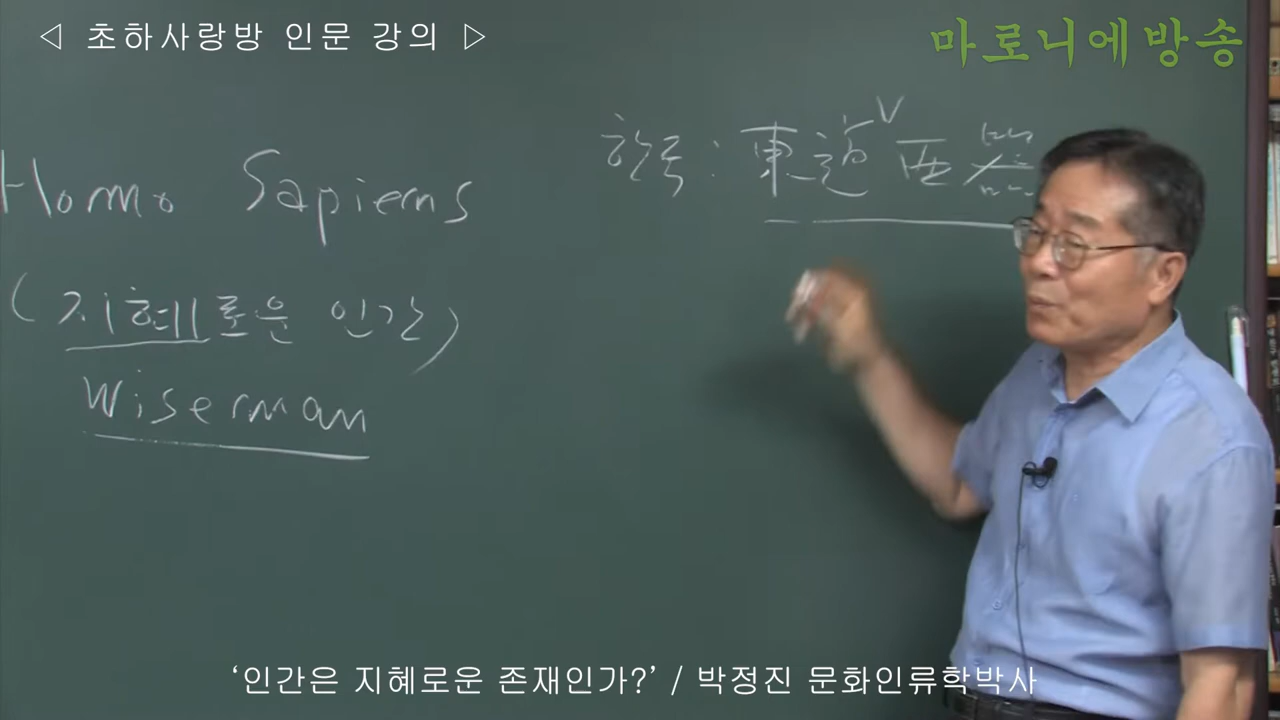 ◁ 초하사랑방 인문 강의 ▷
마로니에방송
Homo Sapiens
(지혜로운 인간)
Wiserman
한국: 東道 西
'인간은 지혜로운 존재인가?' / 박정진 문화인류학박사